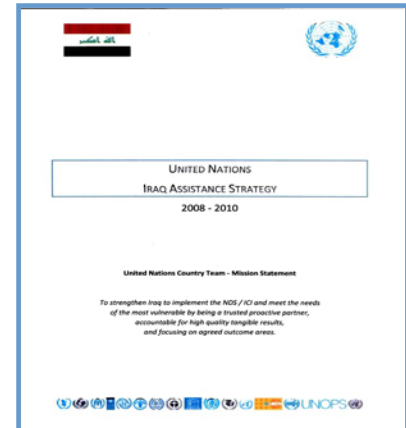 الله اكبر
UNITED NATIONS
IRAQ ASSISTANCE STRATEGY
2008 - 2010
United Nations Country Team - Mission Statement
To strengthen Iraq to implement the NDS / ICI and meet the needs
of the most vulnerable by being a trusted proactive partner,
accountable for high quality tangible results,
and focusing on agreed outcome areas.
UNOPS